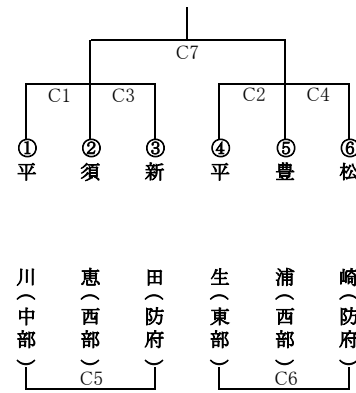 C7
C1 C3 C2 C4
① ② ③ ④ ⑤ ⑥
平川(中部)
須恵(西部)
新田(防府)
平生(東部)
豊浦(西部)
松崎(防府)
C5 C6